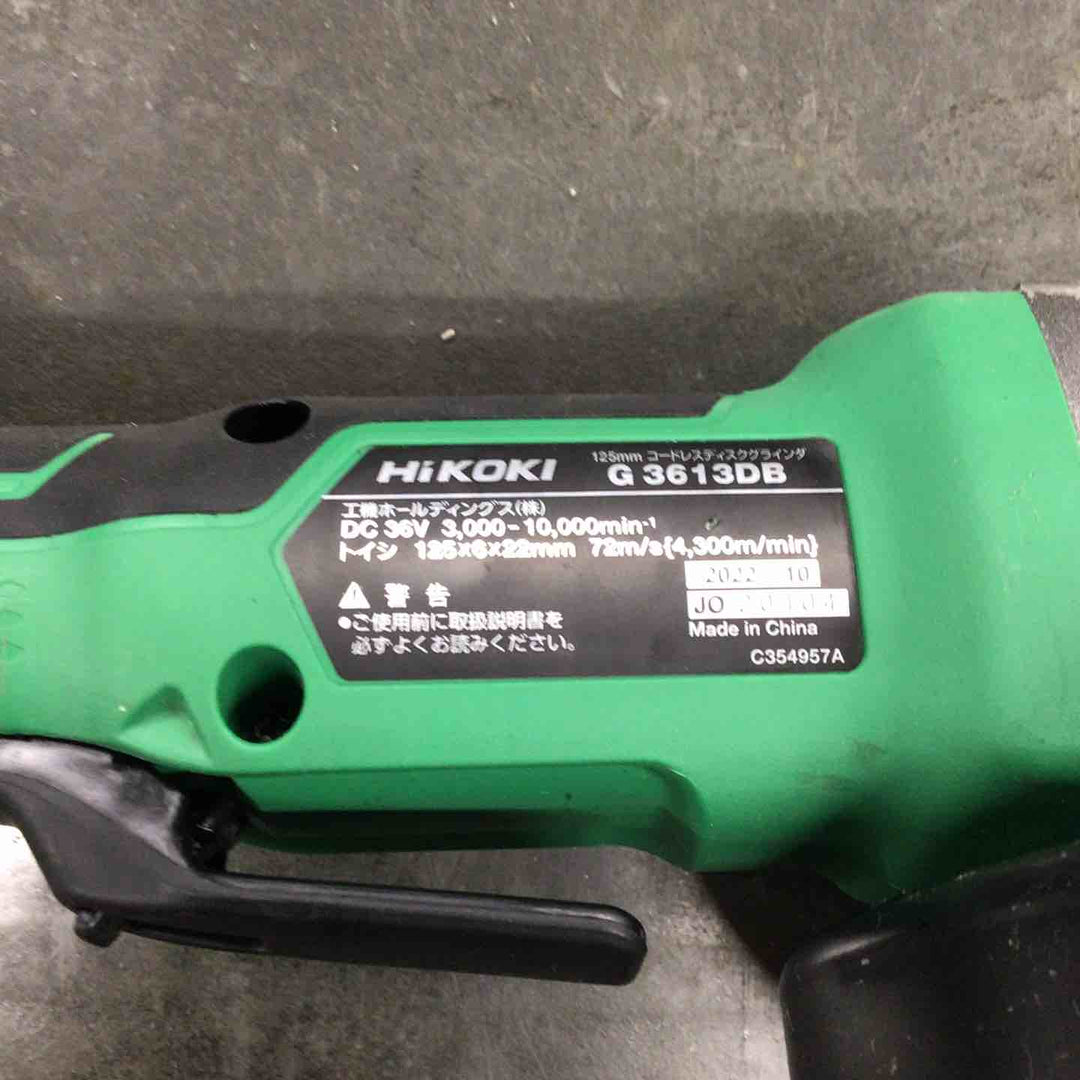 HiKOKI
125mm コードレスディスクグラインダ
G 3613DB
工機ホールディングス(株)
DC 36V 3,000-10,000min-1
トイシ 125×6×22mm 72m/s{4,300m/min}
2022 10
⚠ 警告
JO
●ご使用前に取扱説明書を
必ずよくお読みください。
Made in China
C354957A